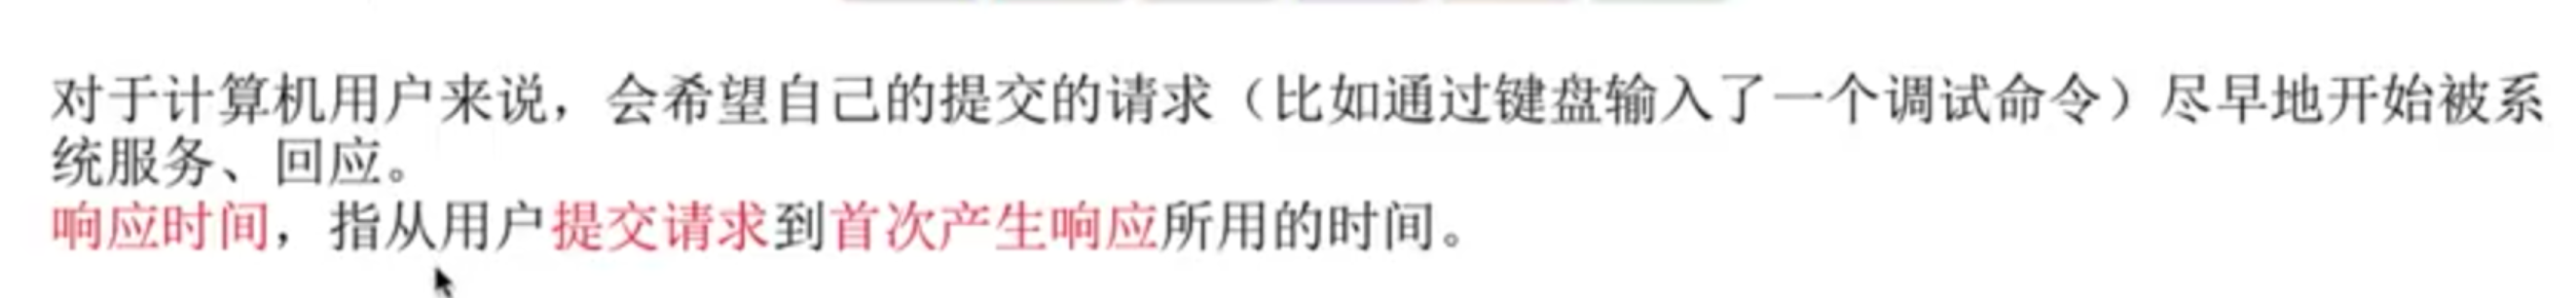 对于计算机用户来说，会希望自己的提交的请求（比如通过键盘输入了一个调试命令）尽早地开始被系
统服务、回应。
响应时间，指从用户提交请求到首次产生响应所用的时间。